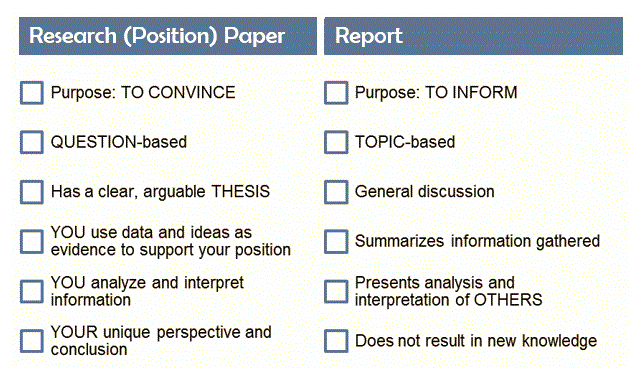 Research (Position) Paper
Report
Purpose: TO CONVINCE
Purpose: TO INFORM
QUESTION-based
TOPIC-based
Has a clear, arguable THESIS
General discussion
YOU use data and ideas as
evidence to support your position
Summarizes information gathered
YOU analyze and interpret
information
Presents analysis and
interpretation of OTHERS
YOUR unique perspective and
conclusion
Does not result in new knowledge